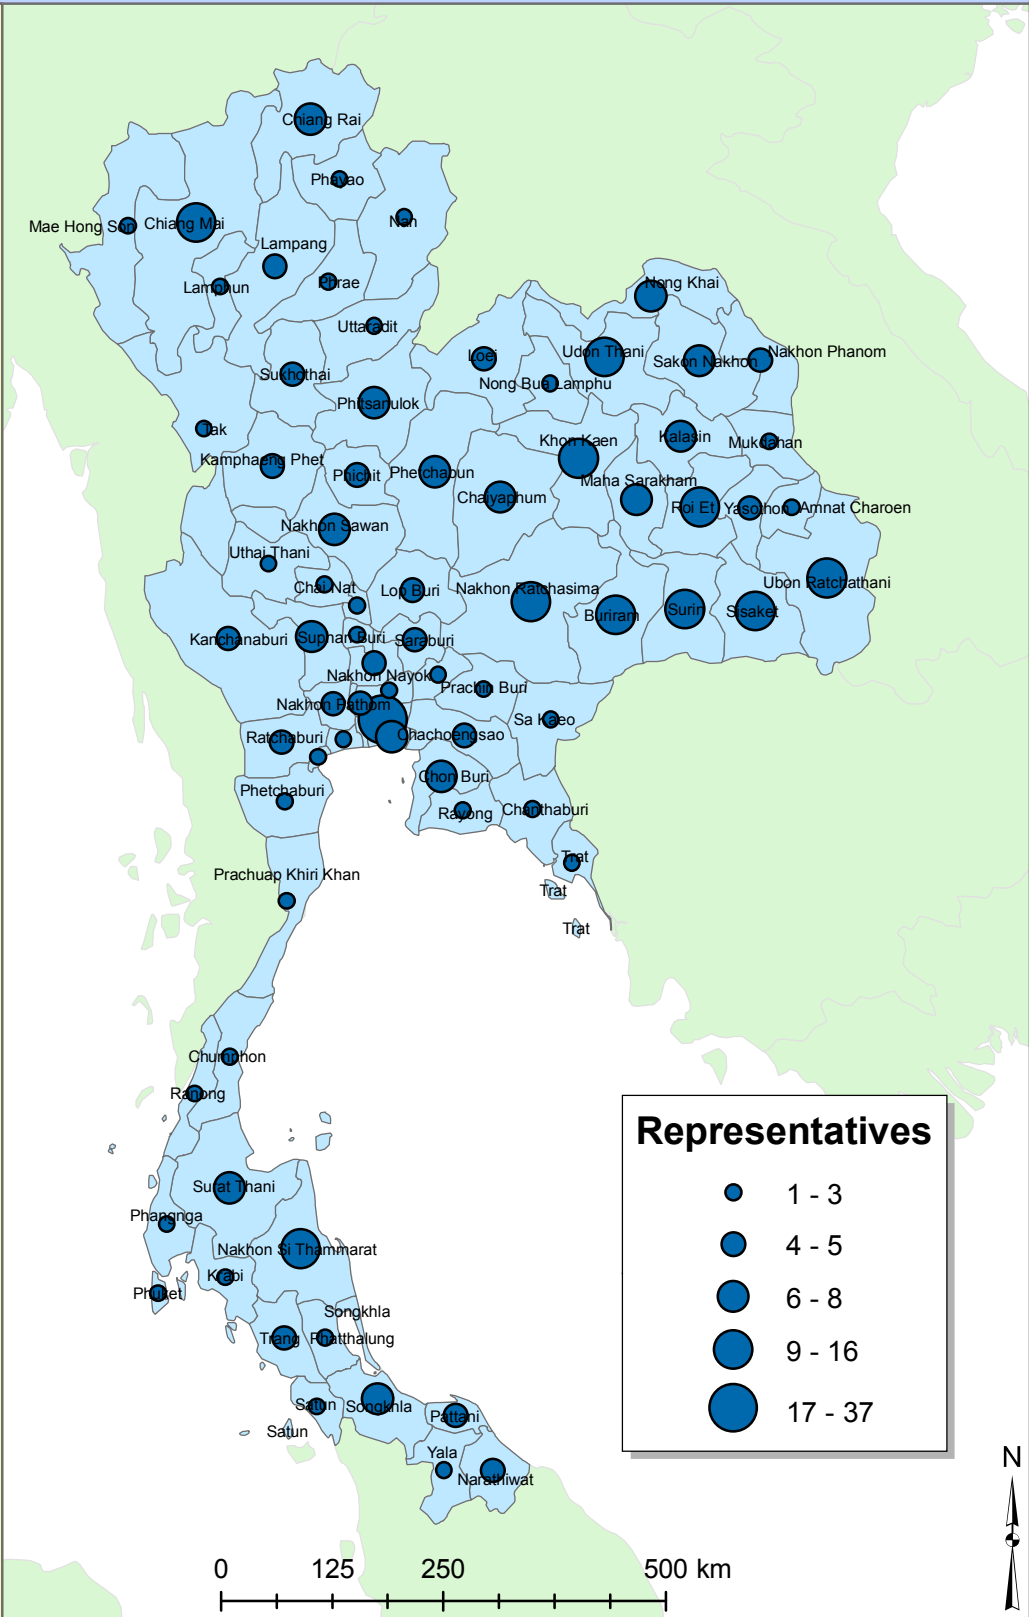 Chiang Rai
Phayao
Nan
Mae Hong Son
Chiang Mai
Lampang
Lamphun
Phrae
Nong Khai
Uttaradit
Loei
Udon Thani
Sakon Nakhon
Nakhon Phanom
Sukhothai
Nong Bua Lamphu
Phitsanulok
Tak
Khon Kaen
Kalasin
Mukdahan
Kamphaeng Phet
Phichit
Phetchabun
Maha Sarakham
Chaiyaphum
Roi Et
Yasothon
Amnat Charoen
Nakhon Sawan
Uthai Thani
Chai Nat
Lop Buri
Nakhon Ratchasima
Ubon Ratchathani
Buriram
Surin
Sisaket
Kanchanaburi
Suphan Buri
Saraburi
Nakhon Nayok
Prachin Buri
Nakhon Pathom
Sa Kaeo
Ratchaburi
Chachoengsao
Chon Buri
Phetchaburi
Rayong
Chanthaburi
Trat
Prachuap Khiri Khan
Trat
Trat
Chumphon
Ranong
Representatives
1 - 3
4 - 5
6 - 8
9 - 16
17 - 37
Surat Thani
Phangnga
Nakhon Si Thammarat
Krabi
Phuket
Songkhla
Trang
Phatthalung
Satun
Songkhla
Pattani
Satun
Yala
Narathiwat
N
0 125 250 500 km